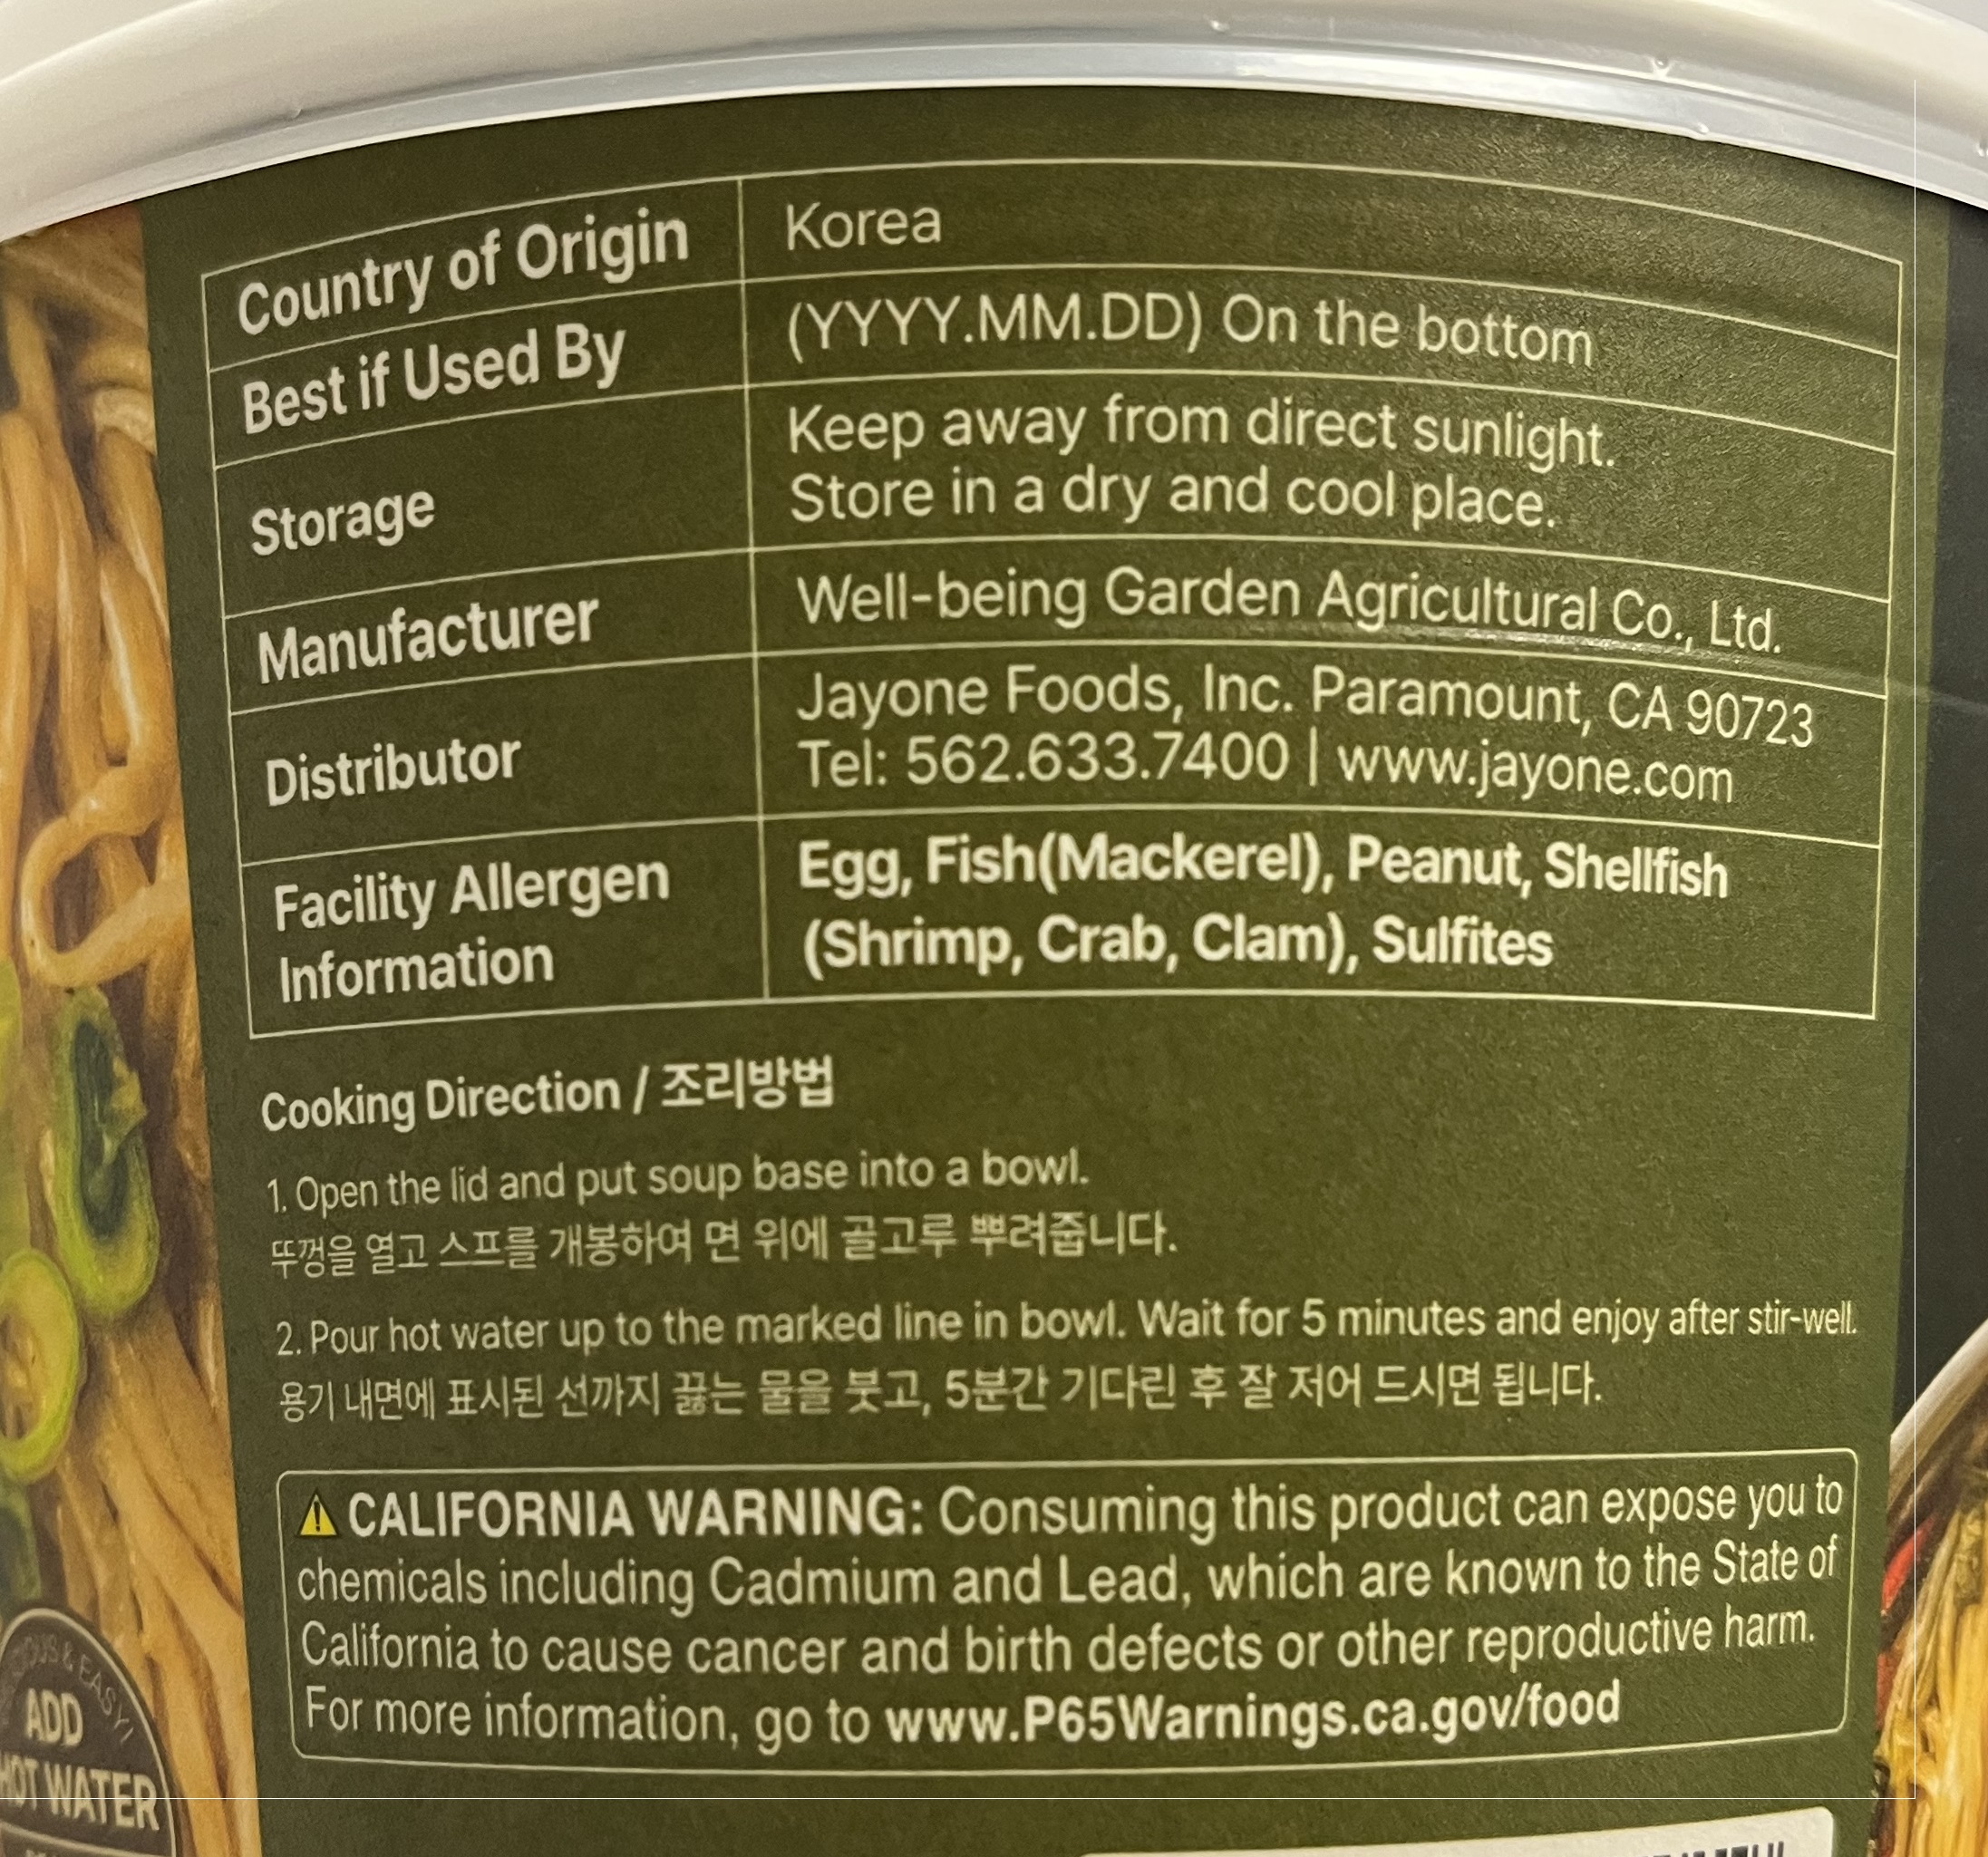 Country of Origin Korea
Best if Used By (YYYY.MM.DD) On the bottom
Storage Keep away from direct sunlight.
Store in a dry and cool place.
Manufacturer Well-being Garden Agricultural Co., Ltd.
Distributor Jayone Foods, Inc. Paramount, CA 90723
Tel: 562.633.7400 | www.jayone.com
Facility Allergen Egg, Fish(Mackerel), Peanut, Shellfish
Information (Shrimp, Crab, Clam), Sulfites
Cooking Direction / 조리방법
1. Open the lid and put soup base into a bowl.
뚜껑을 열고 스프를 개봉하여 면 위에 골고루 뿌려줍니다.
2. Pour hot water up to the marked line in bowl. Wait for 5 minutes and enjoy after stir-well.
용기 내면에 표시된 선까지 끓는 물을 붓고, 5분간 기다린 후 잘 저어 드시면 됩니다.
CALIFORNIA WARNING: Consuming this product can expose you to
chemicals including Cadmium and Lead, which are known to the State of
California to cause cancer and birth defects or other reproductive harm.
For more information, go to www.P65Warnings.ca.gov/food
& EASY!
ADD
HOT WATER